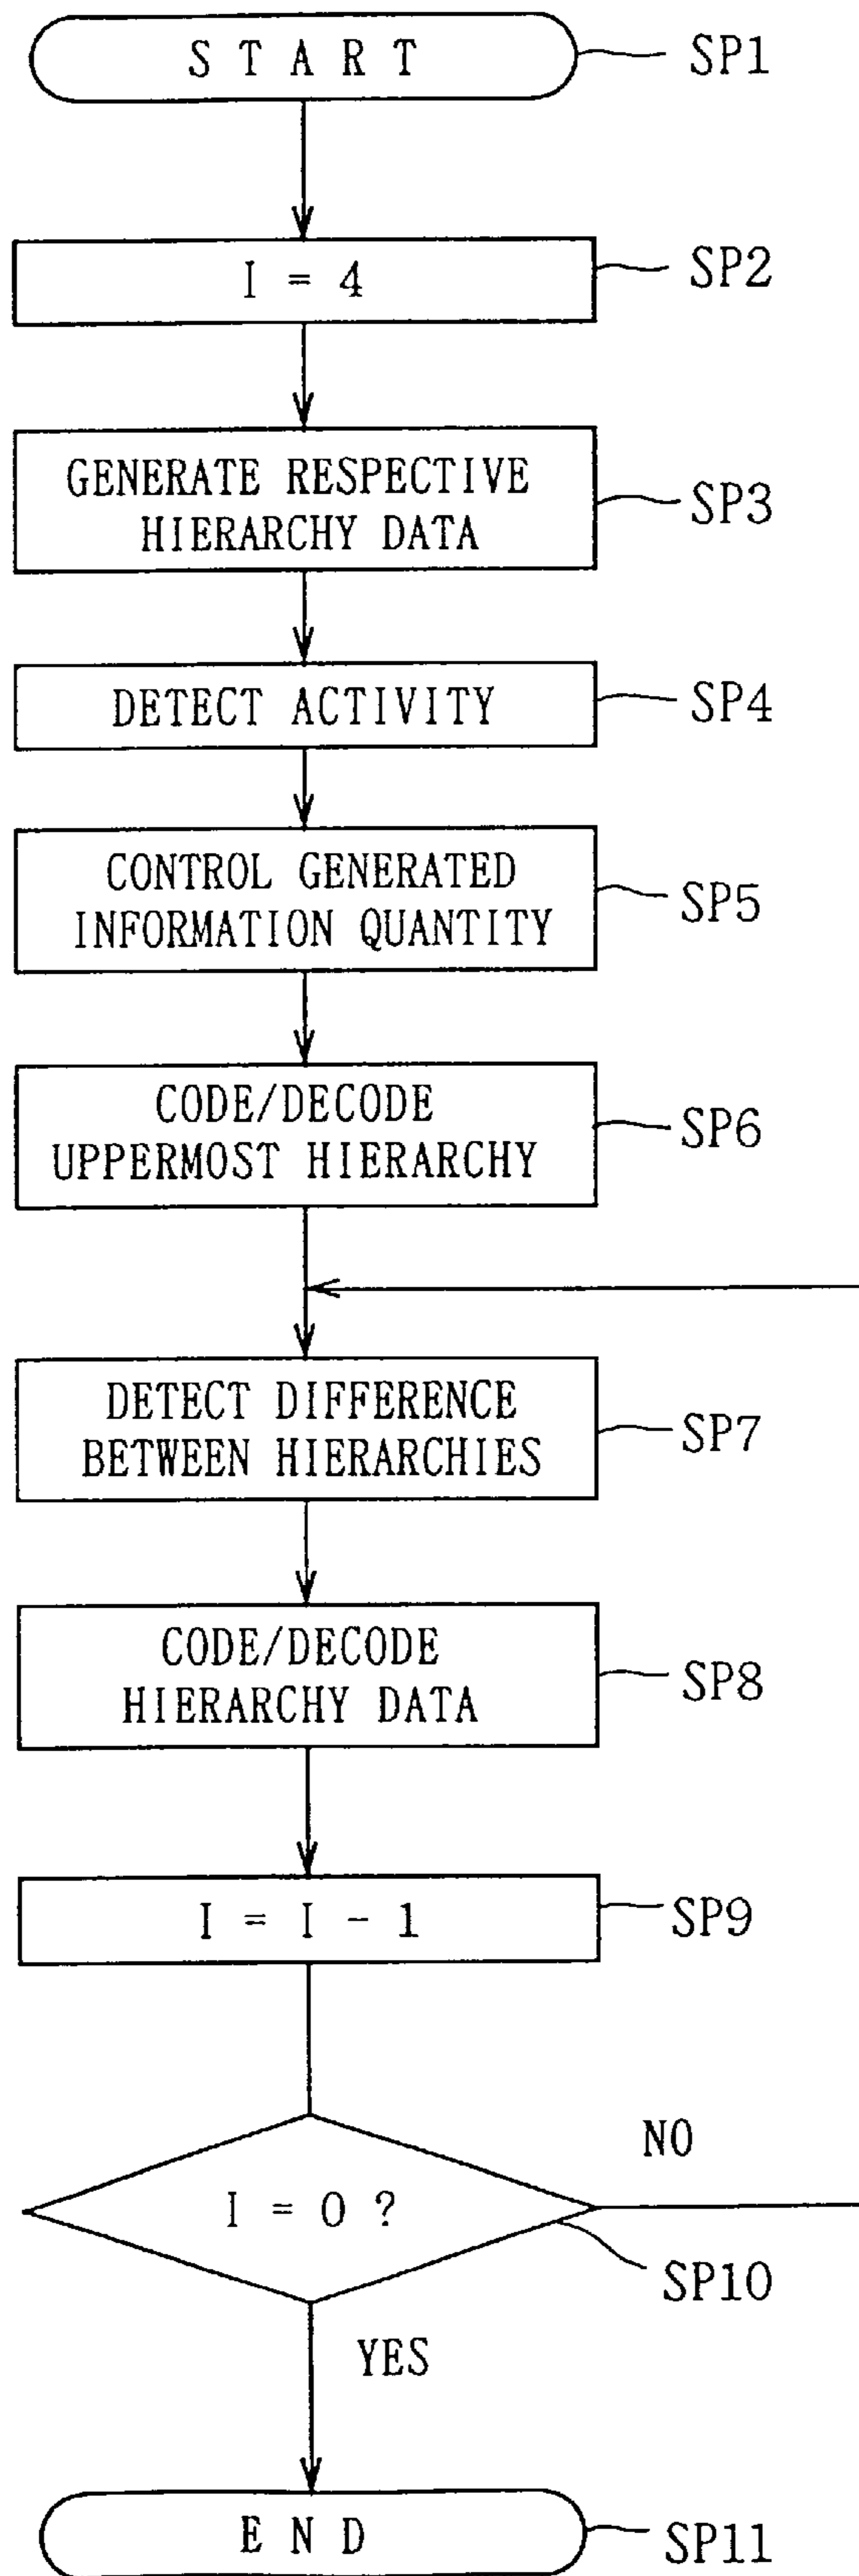 START SP1
I = 4 SP2
GENERATE RESPECTIVE
HIERARCHY DATA SP3
DETECT ACTIVITY SP4
CONTROL GENERATED
INFORMATION QUANTITY SP5
CODE/DECODE
UPPERMOST HIERARCHY SP6
DETECT DIFFERENCE
BETWEEN HIERARCHIES SP7
CODE/DECODE
HIERARCHY DATA SP8
I = I - 1 SP9
NO
I = 0 ?
SP10
YES
END SP11